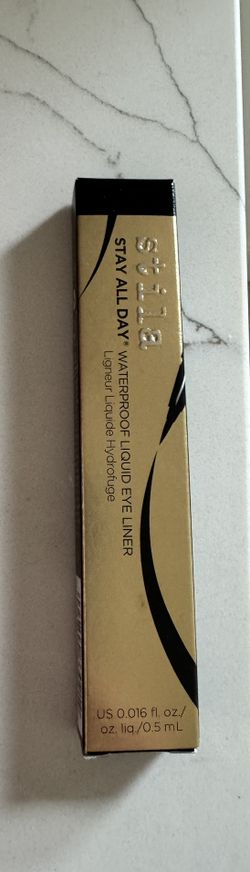 stila
STAY ALL DAY® WATERPROOF LIQUID EYE LINER
Ligneur Liquide Hydrofuge
US 0.016 fl. oz./
oz. liq./0.5 mL